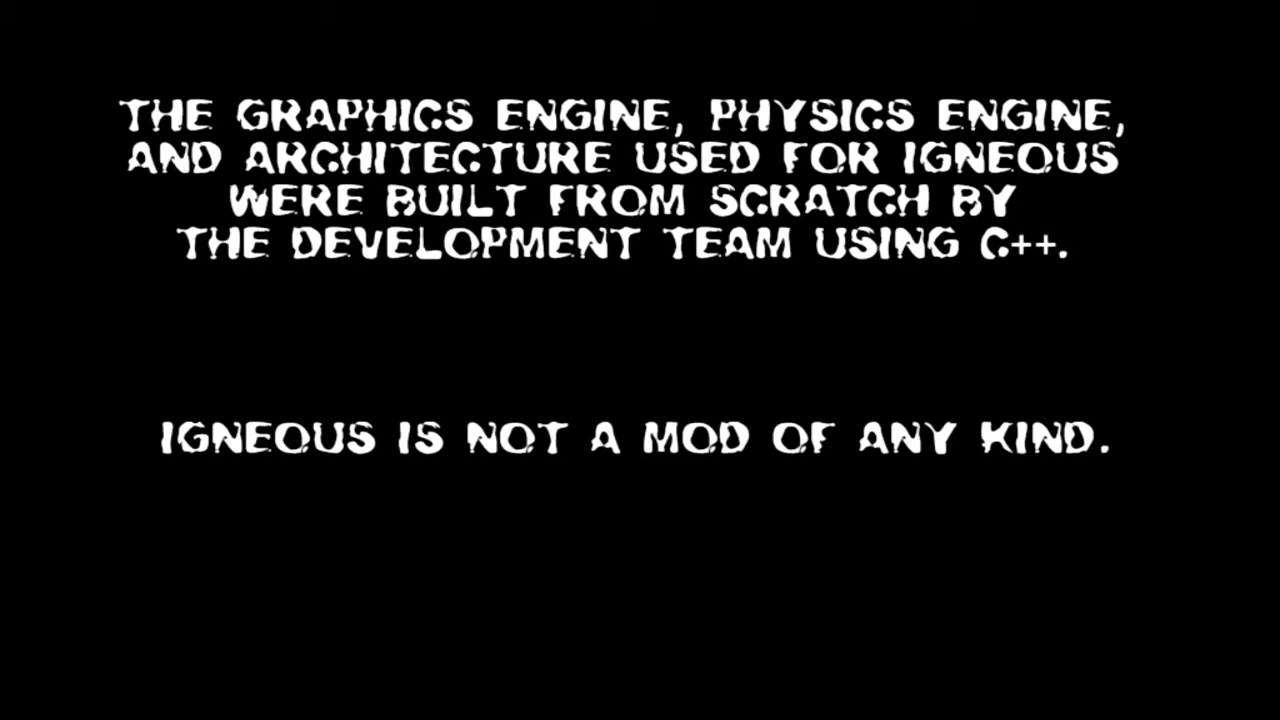 THE GRAPHICS ENGINE, PHYSICS ENGINE,
AND ARCHITECTURE USED FOR IGNEOUS
WERE BUILT FROM SCRATCH BY
THE DEVELOPMENT TEAM USING C++.
IGNEOUS IS NOT A MOD OF ANY KIND.